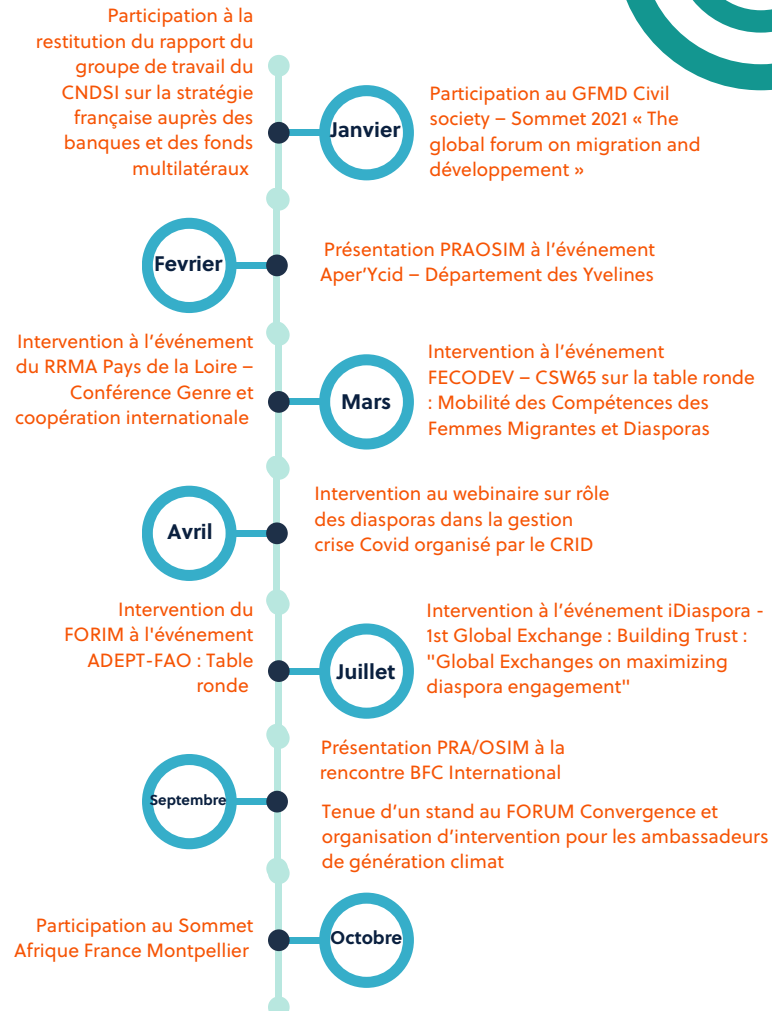 Participation à la
restitution du rapport du
groupe de travail du
CNDSI sur la stratégie
française auprès des
banques et des fonds
multilatéraux
Janvier
Participation au GFMD Civil
society – Sommet 2021 « The
global forum on migration and
développement »
Fevrier
Présentation PRAOSIM à l’événement
Aper’Ycid – Département des Yvelines
Intervention à l’événement
du RRMA Pays de la Loire –
Conférence Genre et
coopération internationale
Mars
Intervention à l’événement
FECODEV – CSW65 sur la table ronde
: Mobilité des Compétences des
Femmes Migrantes et Diasporas
Avril
Intervention au webinaire sur rôle
des diasporas dans la gestion
crise Covid organisé par le CRID
Intervention du
FORIM à l'événement
ADEPT-FAO : Table
ronde
Juillet
Intervention à l’événement iDiaspora -
1st Global Exchange : Building Trust :
"Global Exchanges on maximizing
diaspora engagement"
Septembre
Présentation PRA/OSIM à la
rencontre BFC International
Tenue d’un stand au FORUM Convergence et
organisation d’intervention pour les ambassadeurs
de génération climat
Participation au Sommet
Afrique France Montpellier
Octobre